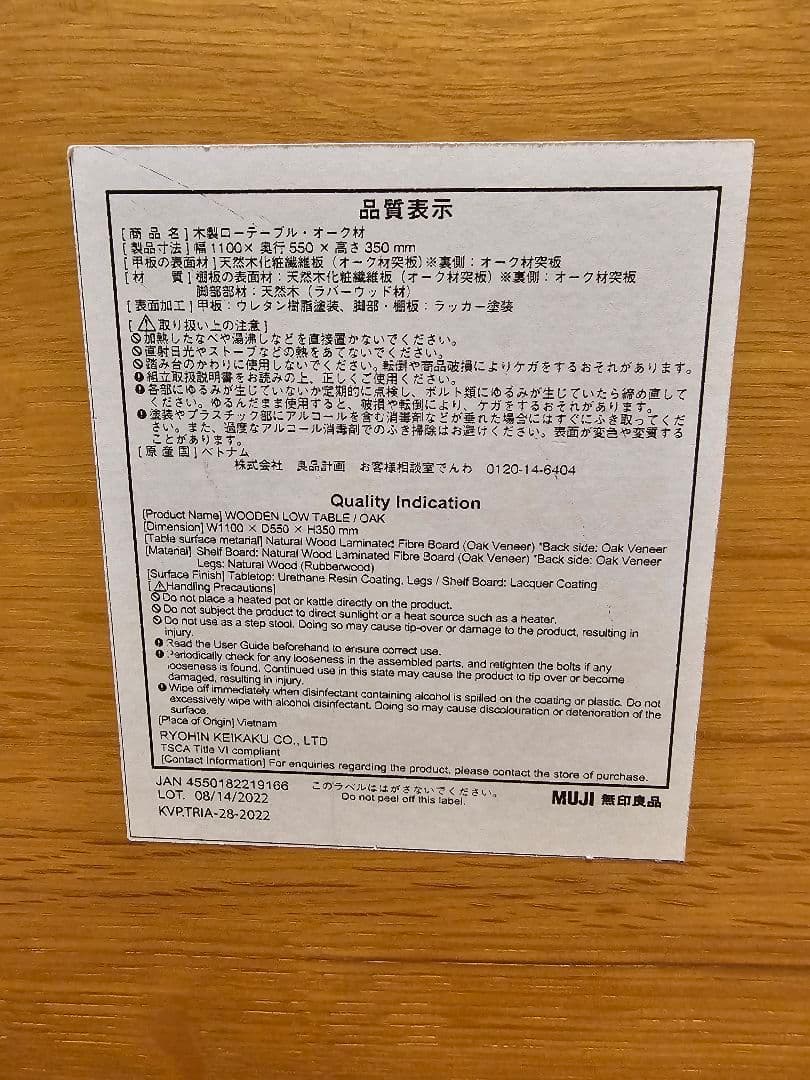 品質表示
[商品名]木製ローテーブル・オーク材
[製品寸法]幅1100×奥行550×高さ350mm
[甲板の表面材]天然木化粧繊維板(オーク材突板)※裏側:オーク材突板
[材質]棚板の表面材:天然木化粧繊維板(オーク材突板)※裏側:オーク材突板
脚部部材:天然木(ラバーウッド材)
[表面加工]甲板:ウレタン樹脂塗装、脚部・棚板:ラッカー塗装
[⚠取り扱い上の注意]
加熱したなべや湯沸しなどを直接置かないでください。
直射日光やストーブなどの熱をあてないでください。
踏み台のかわりに使用しないでください。転倒や商品破損によりケガをするおそれがあります。
組立取扱説明書をお読みの上、正しくご使用ください。
各部にゆるみが生じていないか定期的に点検し、ボルト類にゆるみが生じていたら締め直して
ください。ゆるんだまま使用すると、破損や転倒により、ケガをするおそれがあります。
塗装やプラスチック部にアルコールを含む消毒剤などが垂れた場合にはすぐにふき取ってくだ
さい。また、過度なアルコール消毒剤でのふき掃除はお避けください。表面が変色や変質する
ことがあります。
[原産国]ベトナム
株式会社 良品計画 お客様相談室でんわ 0120-14-6404
Quality Indication
[Product Name] WOODEN LOW TABLE / OAK
[Dimension] W1100 × D550 × H350 mm
[Table surface metarial] Natural Wood Laminated Fibre Board (Oak Veneer) *Back side: Oak Veneer
[Material] Shelf Board: Natural Wood Laminated Fibre Board (Oak Veneer) *Back side: Oak Veneer
Legs: Natural Wood (Rubberwood)
[Surface Finish] Tabletop: Urethane Resin Coating, Legs / Shelf Board: Lacquer Coating
[⚠Handling Precautions]
Do not place a heated pot or kettle directly on the product.
Do not subject the product to direct sunlight or a heat source such as a heater.
Do not use as a step stool. Doing so may cause tip-over or damage to the product, resulting in
injury.
Read the User Guide beforehand to ensure correct use.
Periodically check for any looseness in the assembled parts, and retighten the bolts if any
looseness is found. Continued use in this state may cause the product to tip over or become
damaged, resulting in injury.
Wipe off immediately when disinfectant containing alcohol is spilled on the coating or plastic. Do not
excessively wipe with alcohol disinfectant. Doing so may cause discolouration or deterioration of the
surface.
[Place of Origin] Vietnam
RYOHIN KEIKAKU CO., LTD
TSCA Title VI compliant
[Contact Information] For enquiries regarding the product, please contact the store of purchase.
JAN 4550182219166 このラベルははがさないでください。
LOT. 08/14/2022 Do not peel off this label. MUJI 無印良品
KVP.TRIA-28-2022